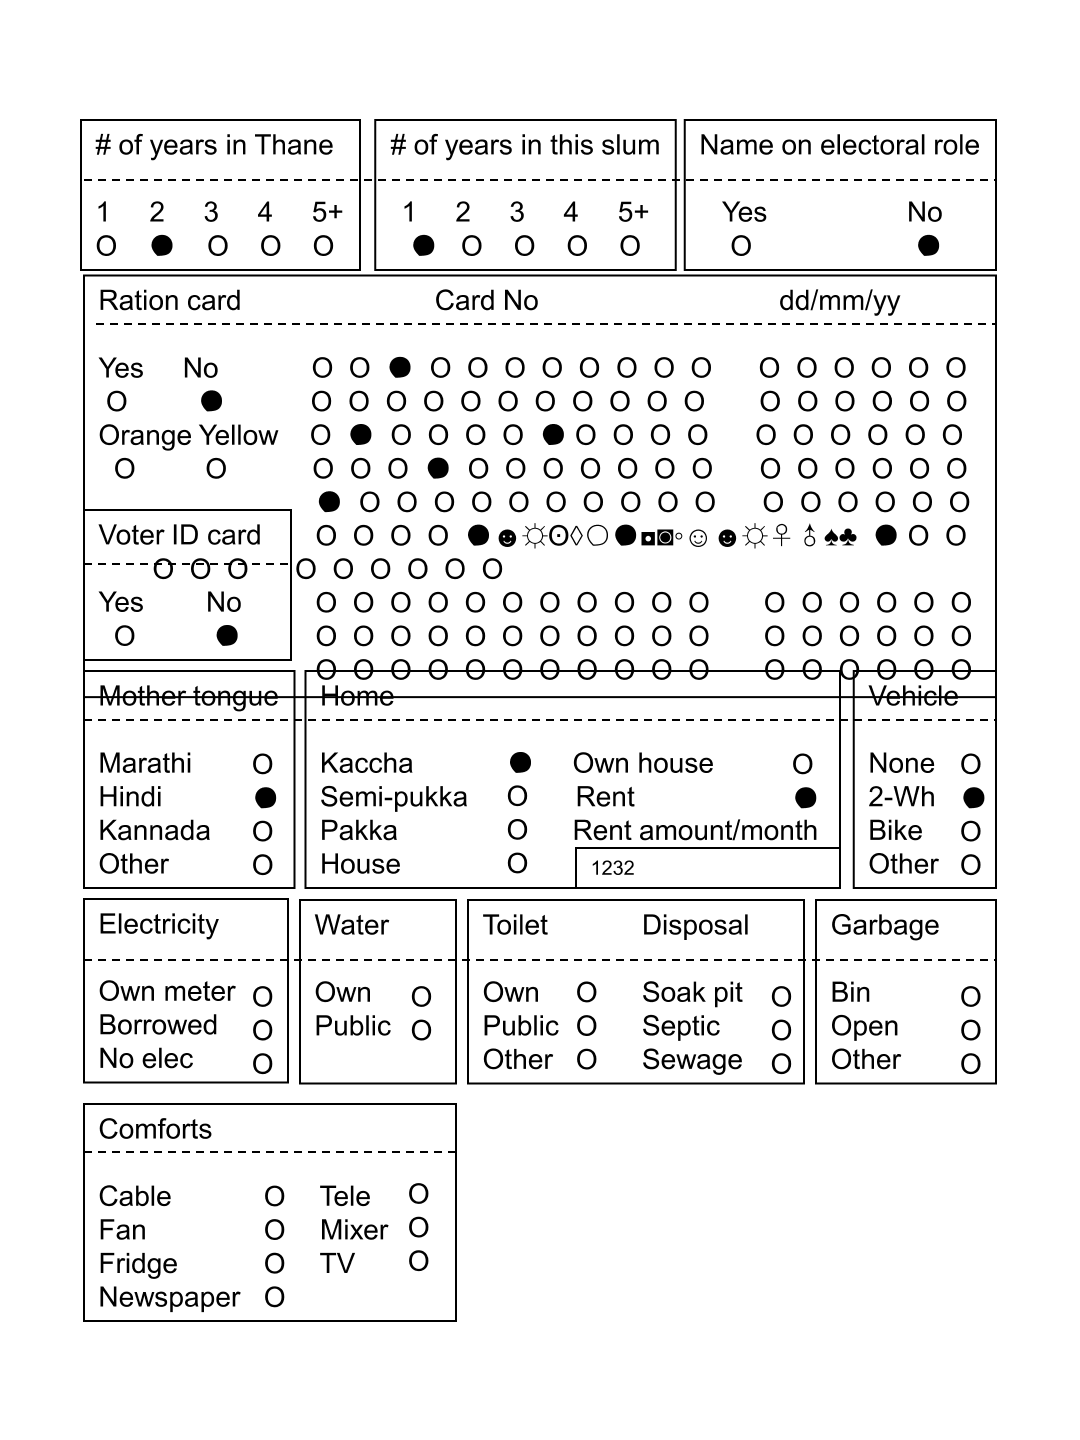 # of years in Thane
1 2 3 4 5+
O ● O O O
# of years in this slum
1 2 3 4 5+
● O O O O
Name on electoral role
Yes No
O ●
Ration card Card No dd/mm/yy
Yes No O O ● O O O O O O O O O O O O O O
O ● O O O O O O O O O O O O O O O O O
Orange Yellow O ● O O O O ● O O O O O O O O O O
O O O O O ● O O O O O O O O O O O O O
● O O O O O O O O O O O O O O O O
Voter ID card O O O O ● ☻☼ʘ◊○●◘◙◦☺ ☻☼♀ ♂ ♠♣ ● O O
O O O O O O O O O
Yes No O O O O O O O O O O O O O O O O O
O ● O O O O O O O O O O O O O O O O O
O O O O O O O O O O O O O O O O O
Mother tongue
Marathi O
Hindi ●
Kannada O
Other O
Home
Kaccha ● Own house O
Semi-pukka O Rent ●
Pakka O Rent amount/month
House O 1232
Vehicle
None O
2-Wh ●
Bike O
Other O
Electricity
Own meter O
Borrowed O
No elec O
Water
Own O
Public O
Toilet Disposal
Own O Soak pit O
Public O Septic O
Other O Sewage O
Garbage
Bin O
Open O
Other O
Comforts
Cable O Tele O
Fan O Mixer O
Fridge O TV O
Newspaper O